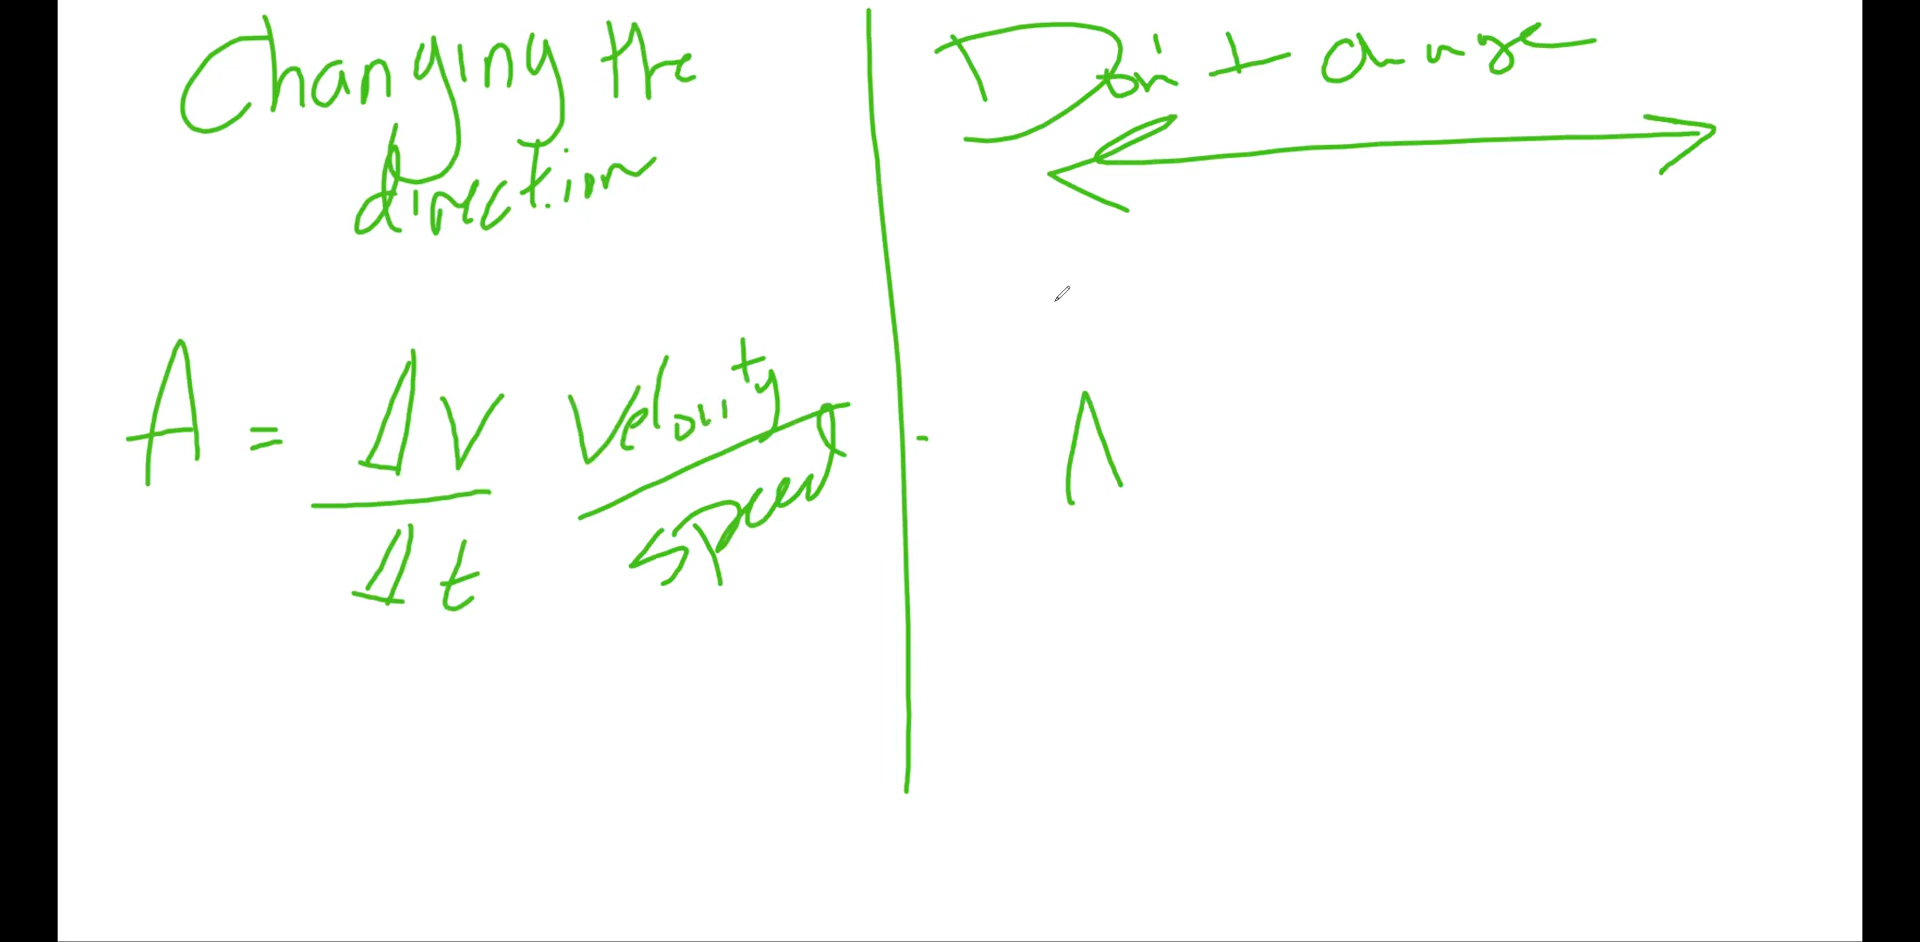 Changing the
direction
A = ΔV
Δt
Velocity
speed
Don't change